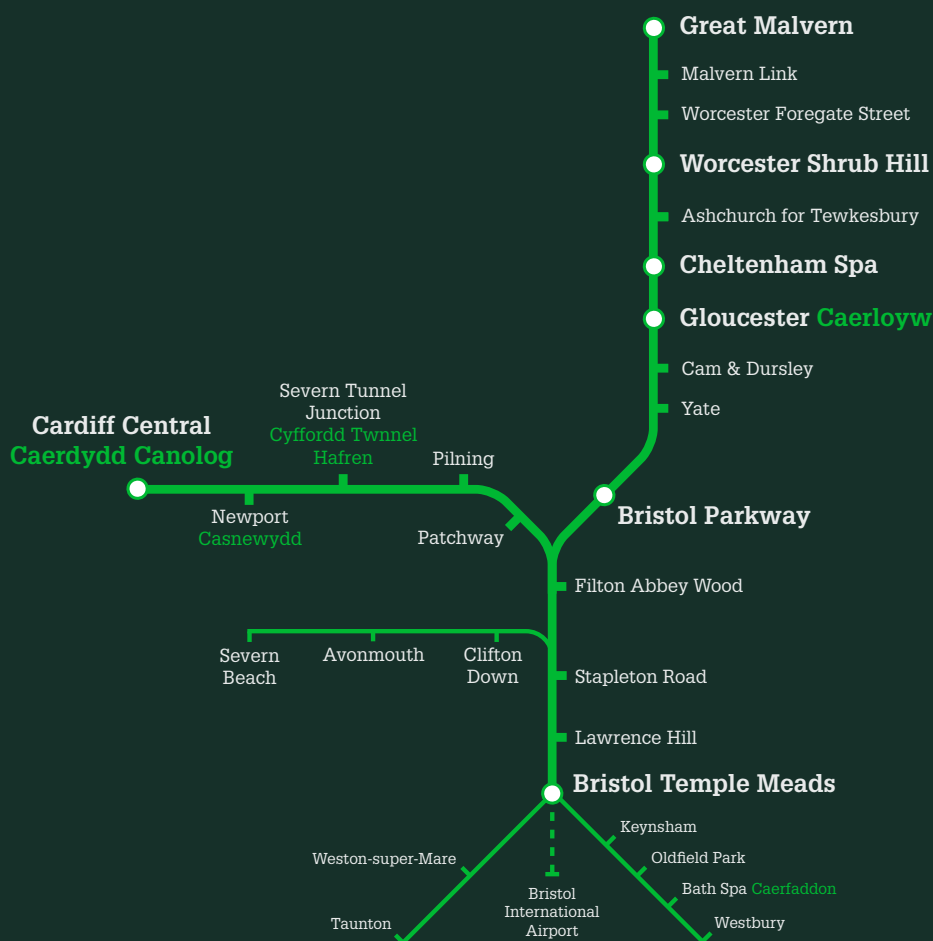 Great Malvern
Malvern Link
Worcester Foregate Street
Worcester Shrub Hill
Ashchurch for Tewkesbury
Cheltenham Spa
Gloucester Caerloyw
Cam & Dursley
Yate
Severn Tunnel
Junction
Cyffordd Twnnel
Hafren
Cardiff Central
Caerdydd Canolog
Pilning
Newport
Casnewydd
Patchway
Bristol Parkway
Filton Abbey Wood
Severn
Beach
Avonmouth
Clifton
Down
Stapleton Road
Lawrence Hill
Bristol Temple Meads
Keynsham
Weston-super-Mare
Oldfield Park
Bath Spa Caerfaddon
Bristol
International
Airport
Taunton
Westbury